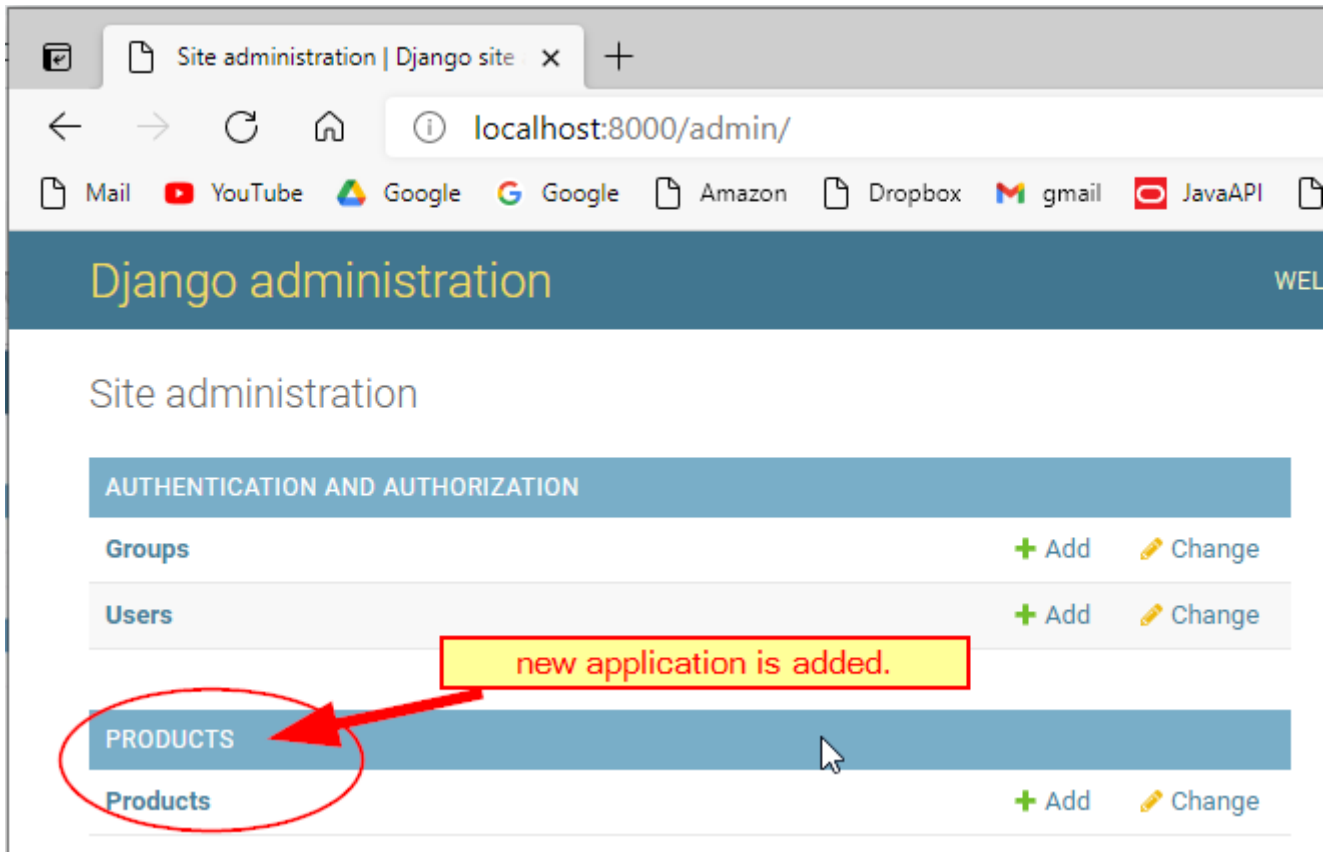 Site administration | Django site
localhost:8000/admin/
Mail YouTube Google Google Amazon Dropbox gmail JavaAPI
Django administration WEL
Site administration
AUTHENTICATION AND AUTHORIZATION
Groups Add Change
Users Add Change
new application is added.
PRODUCTS
Products Add Change